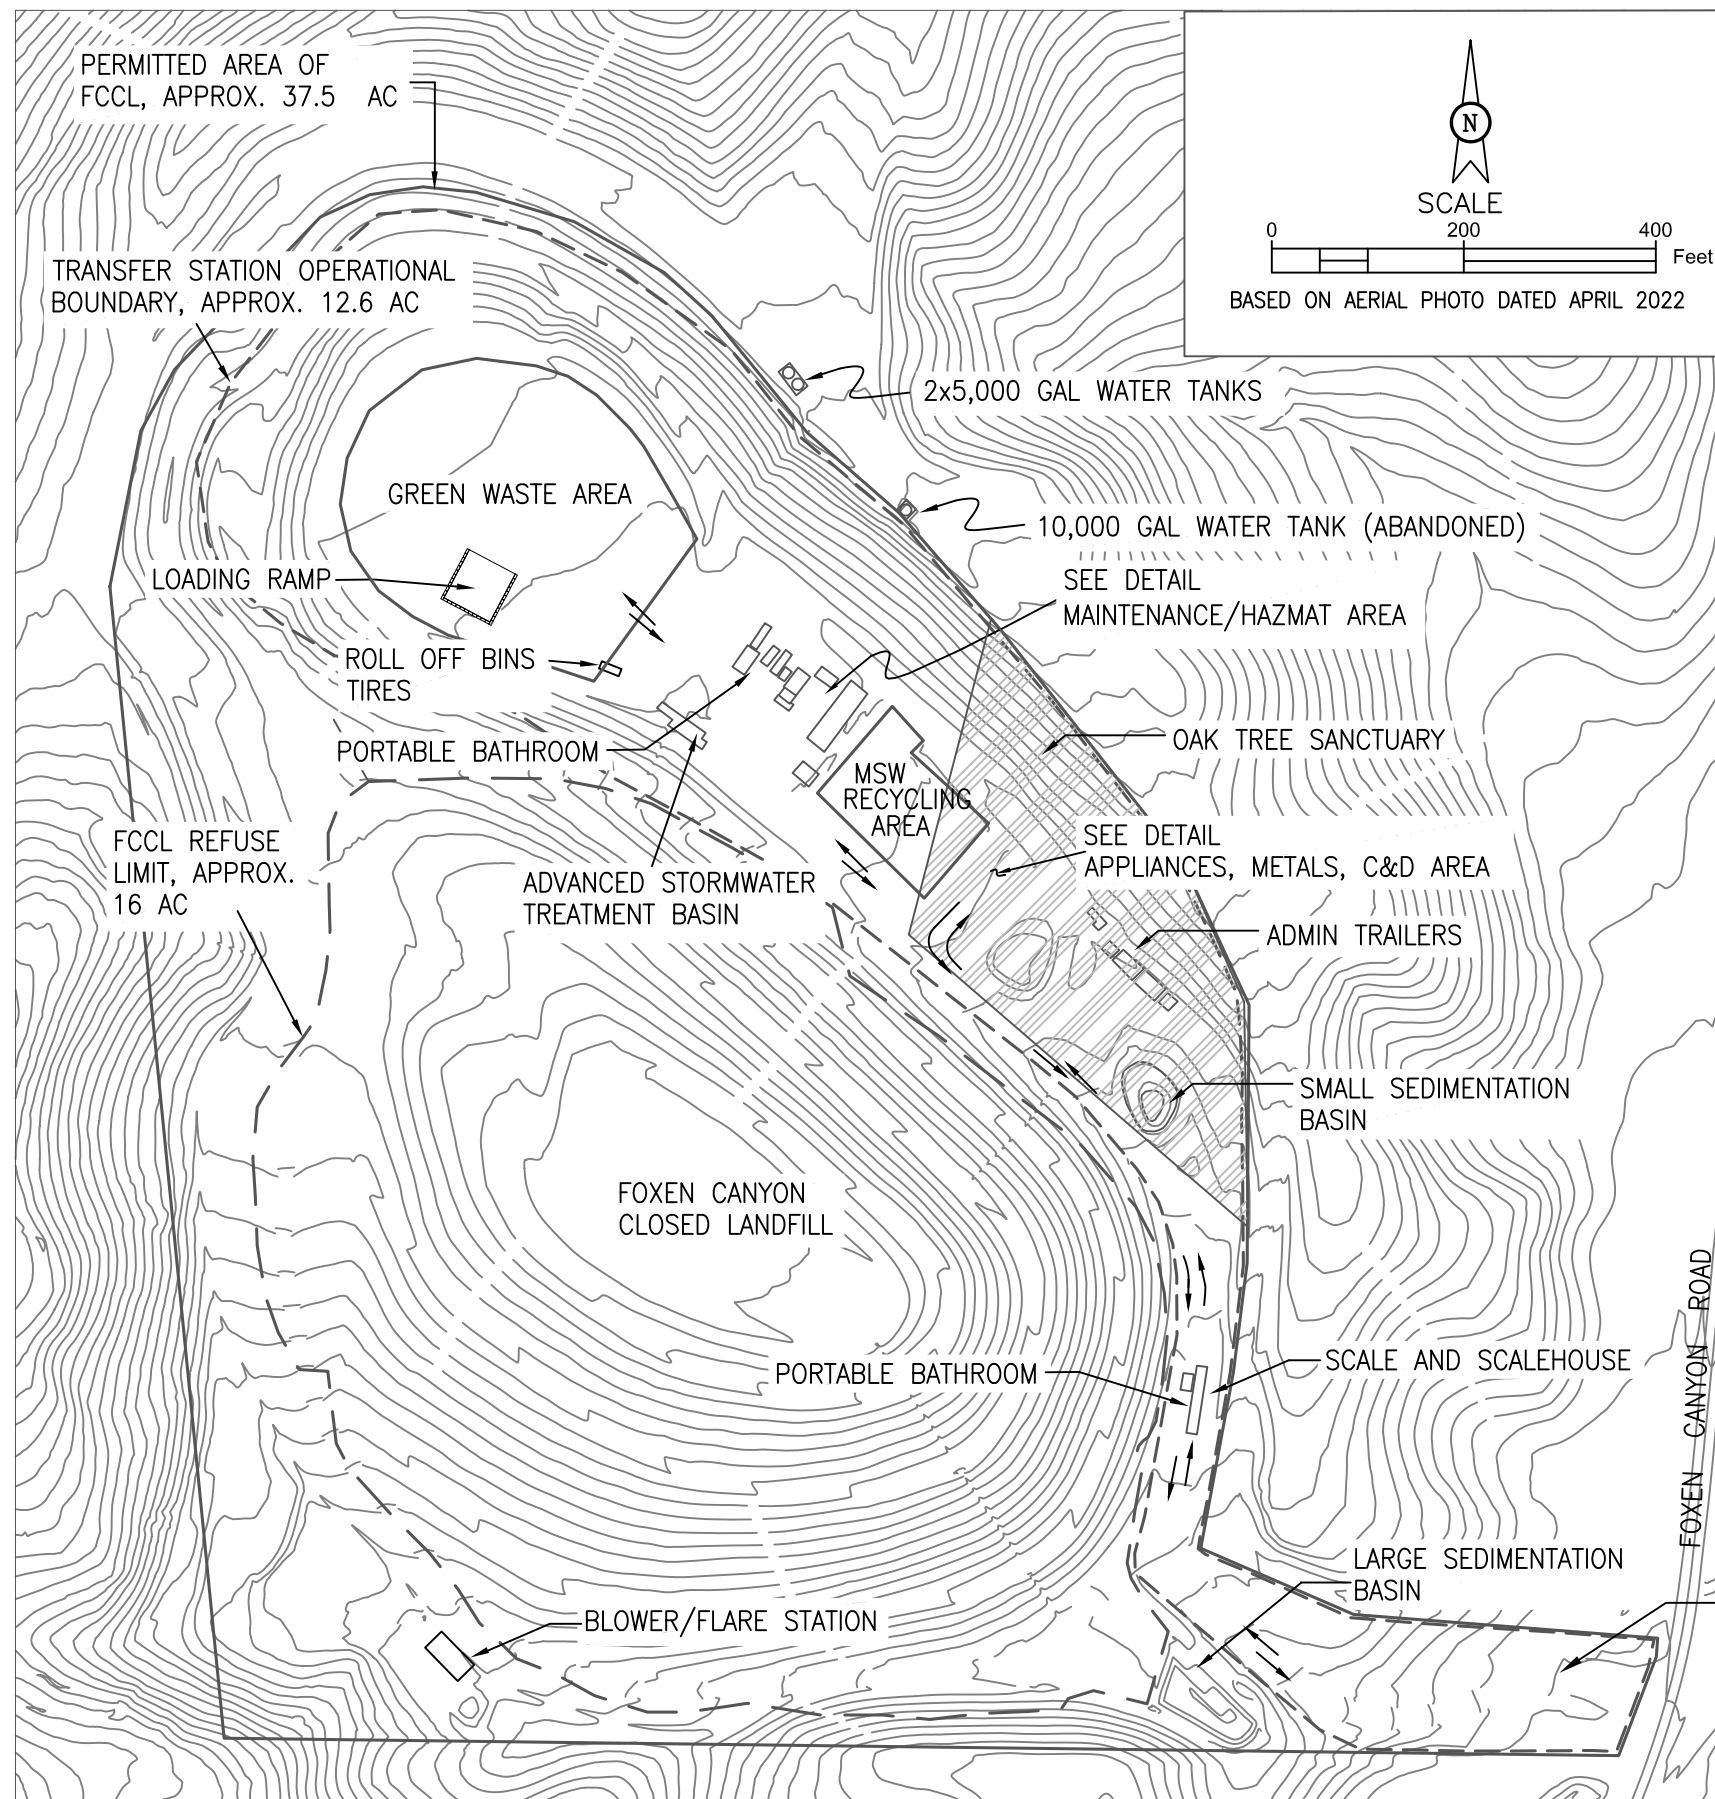 PERMITTED AREA OF
FCCL, APPROX. 37.5 AC
N
SCALE
0 200 400
Feet
BASED ON AERIAL PHOTO DATED APRIL 2022
TRANSFER STATION OPERATIONAL
BOUNDARY, APPROX. 12.6 AC
2x5,000 GAL WATER TANKS
GREEN WASTE AREA
10,000 GAL WATER TANK (ABANDONED)
LOADING RAMP
SEE DETAIL
MAINTENANCE/HAZMAT AREA
ROLL OFF BINS
TIRES
PORTABLE BATHROOM
OAK TREE SANCTUARY
MSW
RECYCLING
AREA
FCCL REFUSE
LIMIT, APPROX.
16 AC
SEE DETAIL
APPLIANCES, METALS, C&D AREA
ADVANCED STORMWATER
TREATMENT BASIN
ADMIN TRAILERS
SMALL SEDIMENTATION
BASIN
FOXEN CANYON
CLOSED LANDFILL
FOXEN CANYON ROAD
PORTABLE BATHROOM
SCALE AND SCALEHOUSE
LARGE SEDIMENTATION
BASIN
BLOWER/FLARE STATION